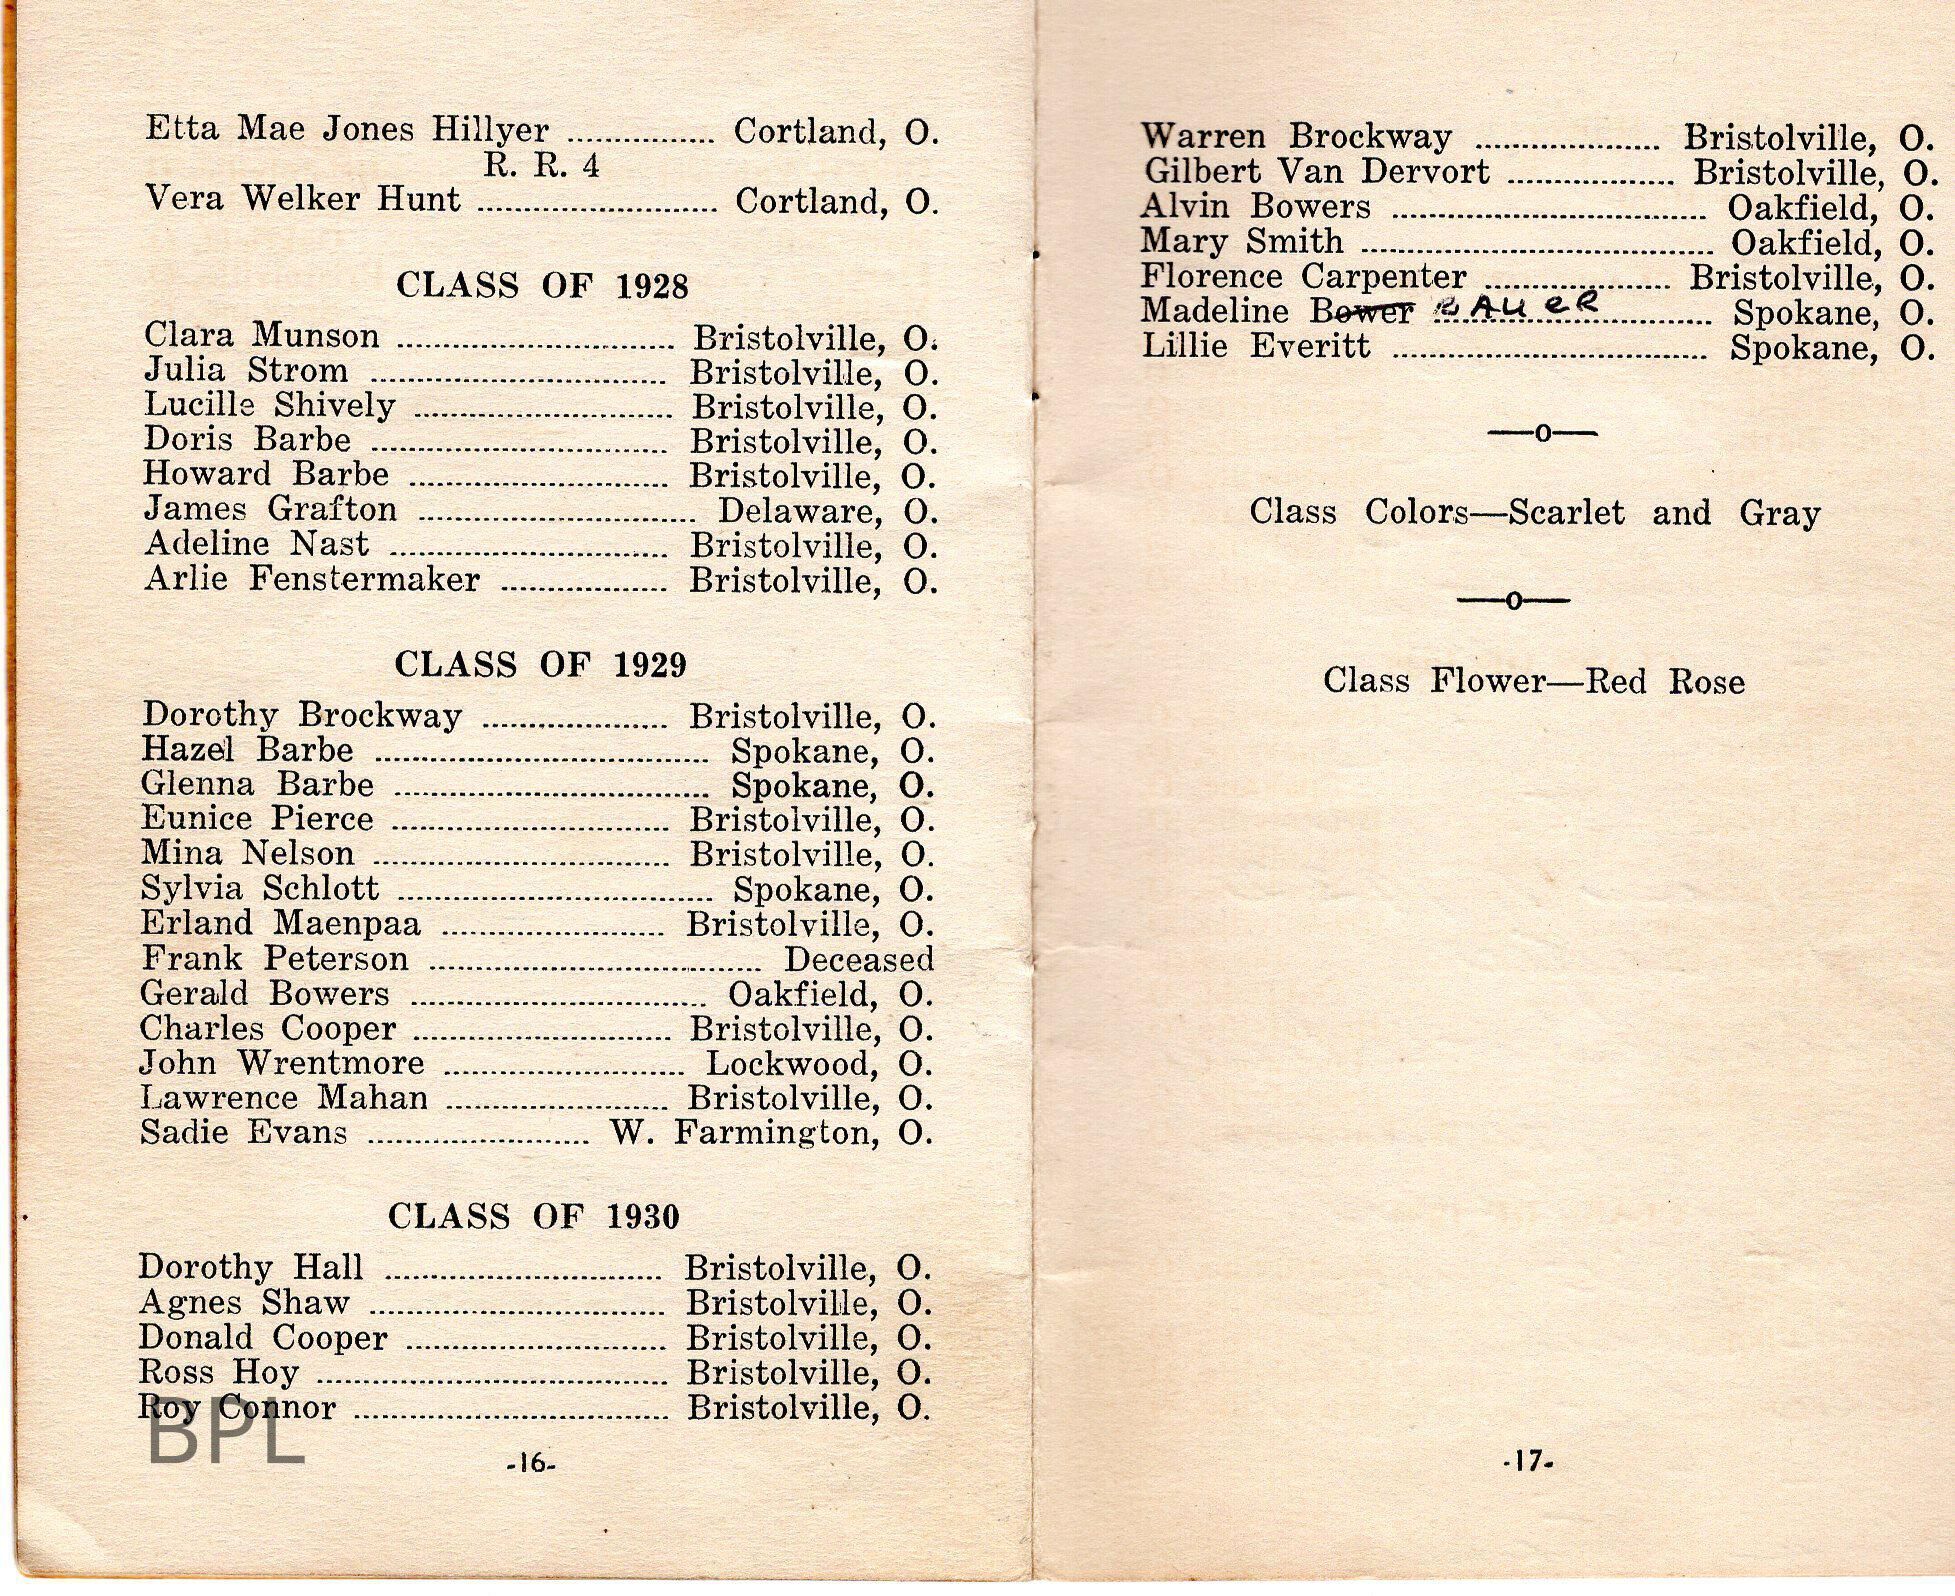 Etta Mae Jones Hillyer ................ Cortland, O.
R. R. 4
Vera Welker Hunt .......................... Cortland, O.
CLASS OF 1928
Clara Munson .............................. Bristolville, O.
Julia Strom ................................ Bristolville, O.
Lucille Shively ............................ Bristolville, O.
Doris Barbe ................................ Bristolville, O.
Howard Barbe ............................ Bristolville, O.
James Grafton .............................. Delaware, O.
Adeline Nast .............................. Bristolville, O.
Arlie Fenstermaker .................. Bristolville, O.
CLASS OF 1929
Dorothy Brockway .................... Bristolville, O.
Hazel Barbe .................................... Spokane, O.
Glenna Barbe .................................. Spokane, O.
Eunice Pierce .............................. Bristolville, O.
Mina Nelson ................................ Bristolville, O.
Sylvia Schlott .................................. Spokane, O.
Erland Maenpaa ........................ Bristolville, O.
Frank Peterson .................................... Deceased
Gerald Bowers ................................ Oakfield, O.
Charles Cooper ............................ Bristolville, O.
John Wrentmore .......................... Lockwood, O.
Lawrence Mahan ........................ Bristolville, O.
Sadie Evans ........................ W. Farmington, O.
CLASS OF 1930
Dorothy Hall .............................. Bristolville, O.
Agnes Shaw ................................ Bristolville, O.
Donald Cooper ............................ Bristolville, O.
Ross Hoy ...................................... Bristolville, O.
Roy Connor .................................. Bristolville, O.
BPL
-16-
Warren Brockway .................... Bristolville, O.
Gilbert Van Dervort .................. Bristolville, O.
Alvin Bowers .................................. Oakfield, O.
Mary Smith ...................................... Oakfield, O.
Florence Carpenter .................... Bristolville, O.
Madeline Bower BAUER .............................. Spokane, O.
Lillie Everitt .................................. Spokane, O.
—o—
Class Colors—Scarlet and Gray
—o—
Class Flower—Red Rose
-17-